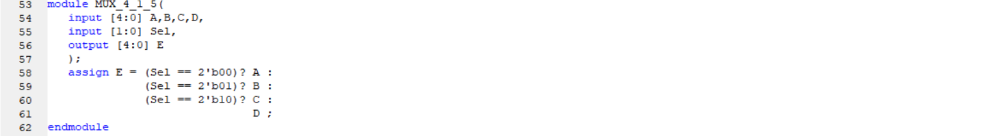 53 module MUX_4_1_5(
54 input [4:0] A,B,C,D,
55 input [1:0] Sel,
56 output [4:0] E
57 );
58 assign E = (Sel == 2'b00)? A :
59 (Sel == 2'b01)? B :
60 (Sel == 2'b10)? C :
61 D ;
62 endmodule